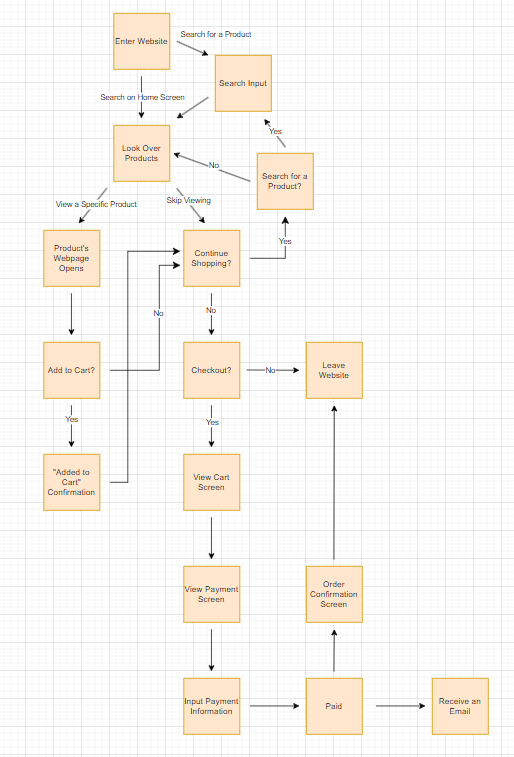 Search for a Product
Enter Website
Search Input
Search on Home Screen
Yes
Look Over
Products
No
Search for a
Product?
View a Specific Product
Skip Viewing
Product's
Webpage
Opens
Continue
Shopping?
Yes
No
No
Add to Cart?
Checkout?
No
Leave
Website
Yes
Yes
"Added to
Cart"
Confirmation
View Cart
Screen
View Payment
Screen
Order
Confirmation
Screen
Input Payment
Information
Paid
Receive an
Email